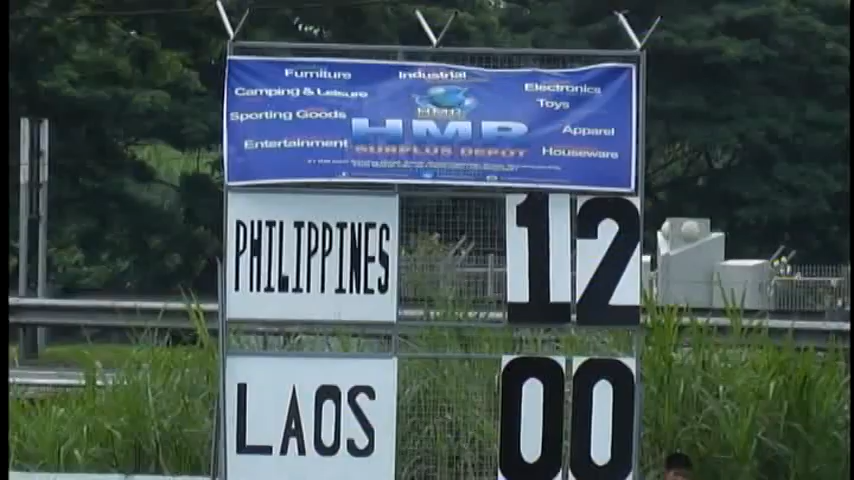 Furniture
Industrial
Electronics
Camping & Leisure
Toys
Sporting Goods
HMR
Apparel
Entertainment
SURPLUS DEPOT
Houseware
PHILIPPINES 12
LAOS 00